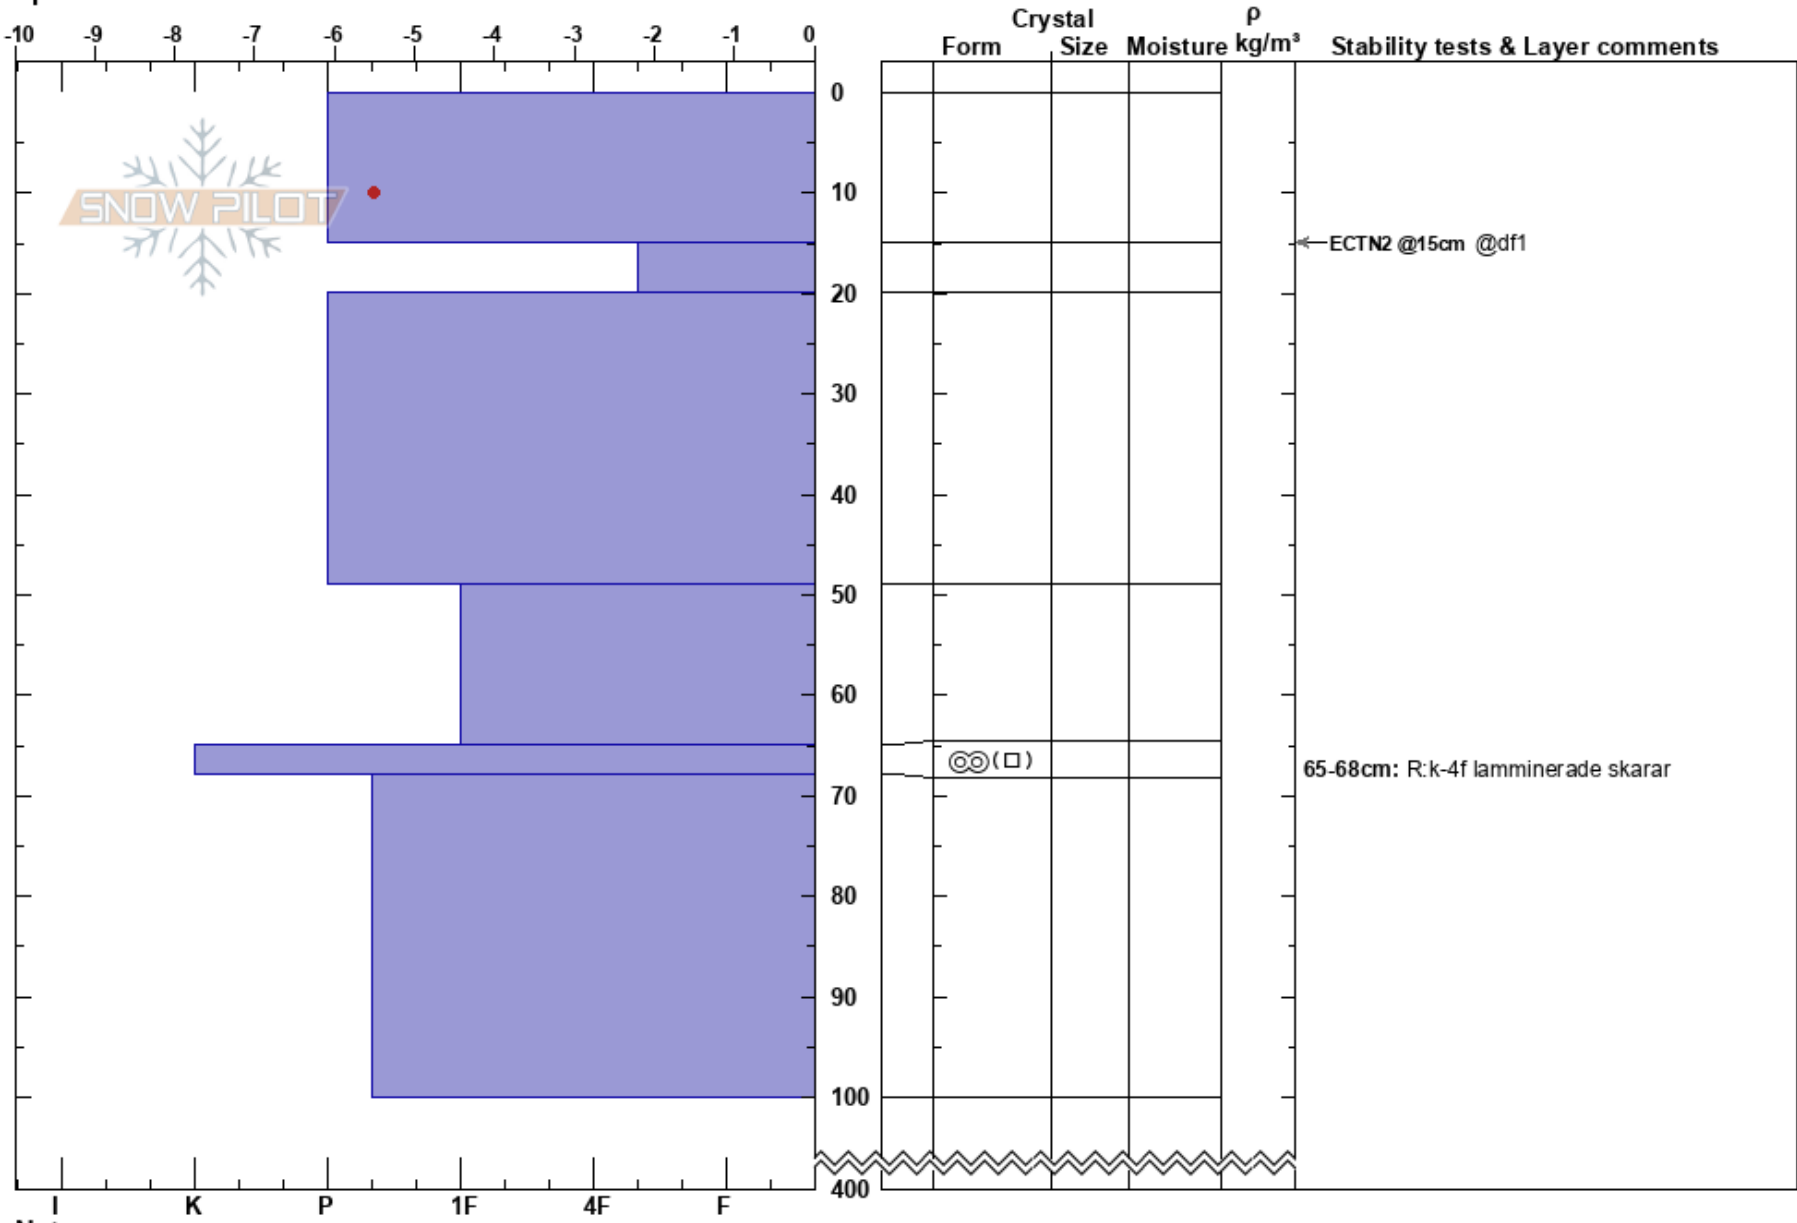 Crystal
ρ
-10 -9 -8 -7 -6 -5 -4 -3 -2 -1 0
Form Size Moisture kg/m³ Stability tests & Layer comments
0
SNOW PILOT
10
ECTN2 @15cm @df1
20
30
40
50
60
(□)
65-68cm: R:k-4f lamminerade skarar
70
80
90
100
400
I K P 1F 4F F